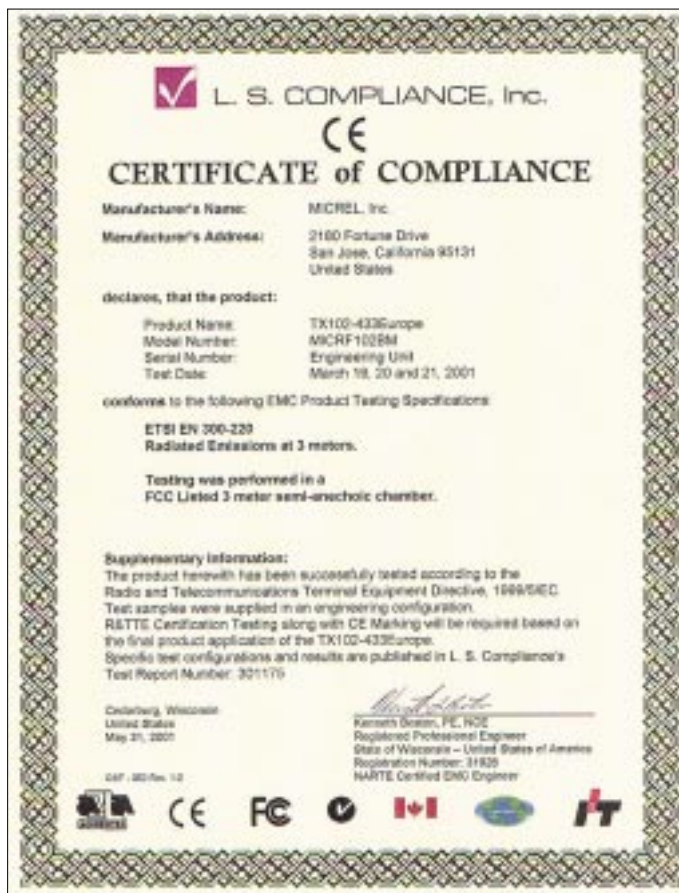 L. S. COMPLIANCE, Inc.
CE
CERTIFICATE of COMPLIANCE
Manufacturer's Name: MICREL, Inc.
Manufacturer's Address: 2180 Fortune Drive
San Jose, California 95131
United States
declares, that the product:
Product Name: TX102-433Europe
Model Number: MICRF102BM
Serial Number: Engineering Unit
Test Date: March 19, 20 and 21, 2001
conforms to the following EMC Product Testing Specifications:
ETSI EN 300-220
Radiated Emissions at 3 meters.
Testing was performed in a
FCC Listed 3 meter semi-anechoic chamber.
Supplementary Information:
The product herewith has been successfully tested according to the
Radio and Telecommunications Terminal Equipment Directive, 1999/5/EC.
Test samples were supplied in an engineering configuration.
R&TTE Certification Testing along with CE Marking will be required based on
the final product application of the TX102-433Europe.
Specific test configurations and results are published in L. S. Compliance's
Test Report Number: 301175
Cedarburg, Wisconsin
United States
May 31, 2001
Kenneth PE, NCE
Registered Professional Engineer
State of Wisconsin – United States of America
Registration Number:
NARTE Certified EMC Engineer
CE
FC